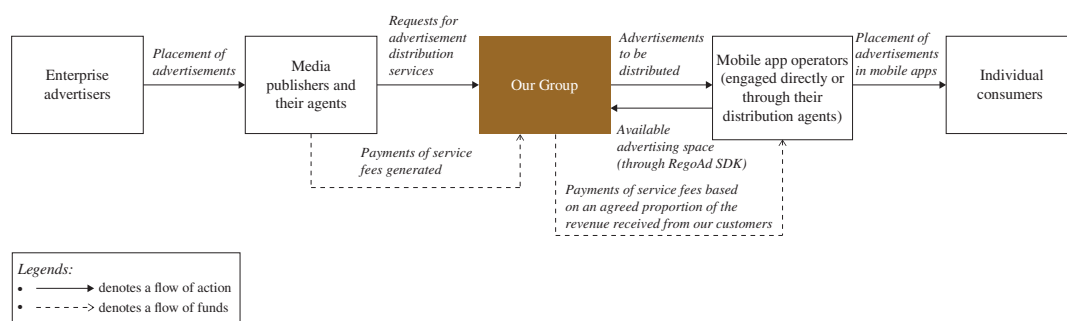 Enterprise
advertisers
Placement of
advertisements
Media
publishers and
their agents
Requests for
advertisement
distribution
services
Our Group
Advertisements
to be
distributed
Available
advertising space
(through RegoAd SDK)
Mobile app operators
(engaged directly or
through their
distribution agents)
Placement of
advertisements
in mobile apps
Individual
consumers
Payments of service
fees generated
Payments of service fees based
on an agreed proportion of the
revenue received from our customers
Legends:
• denotes a flow of action
• denotes a flow of funds